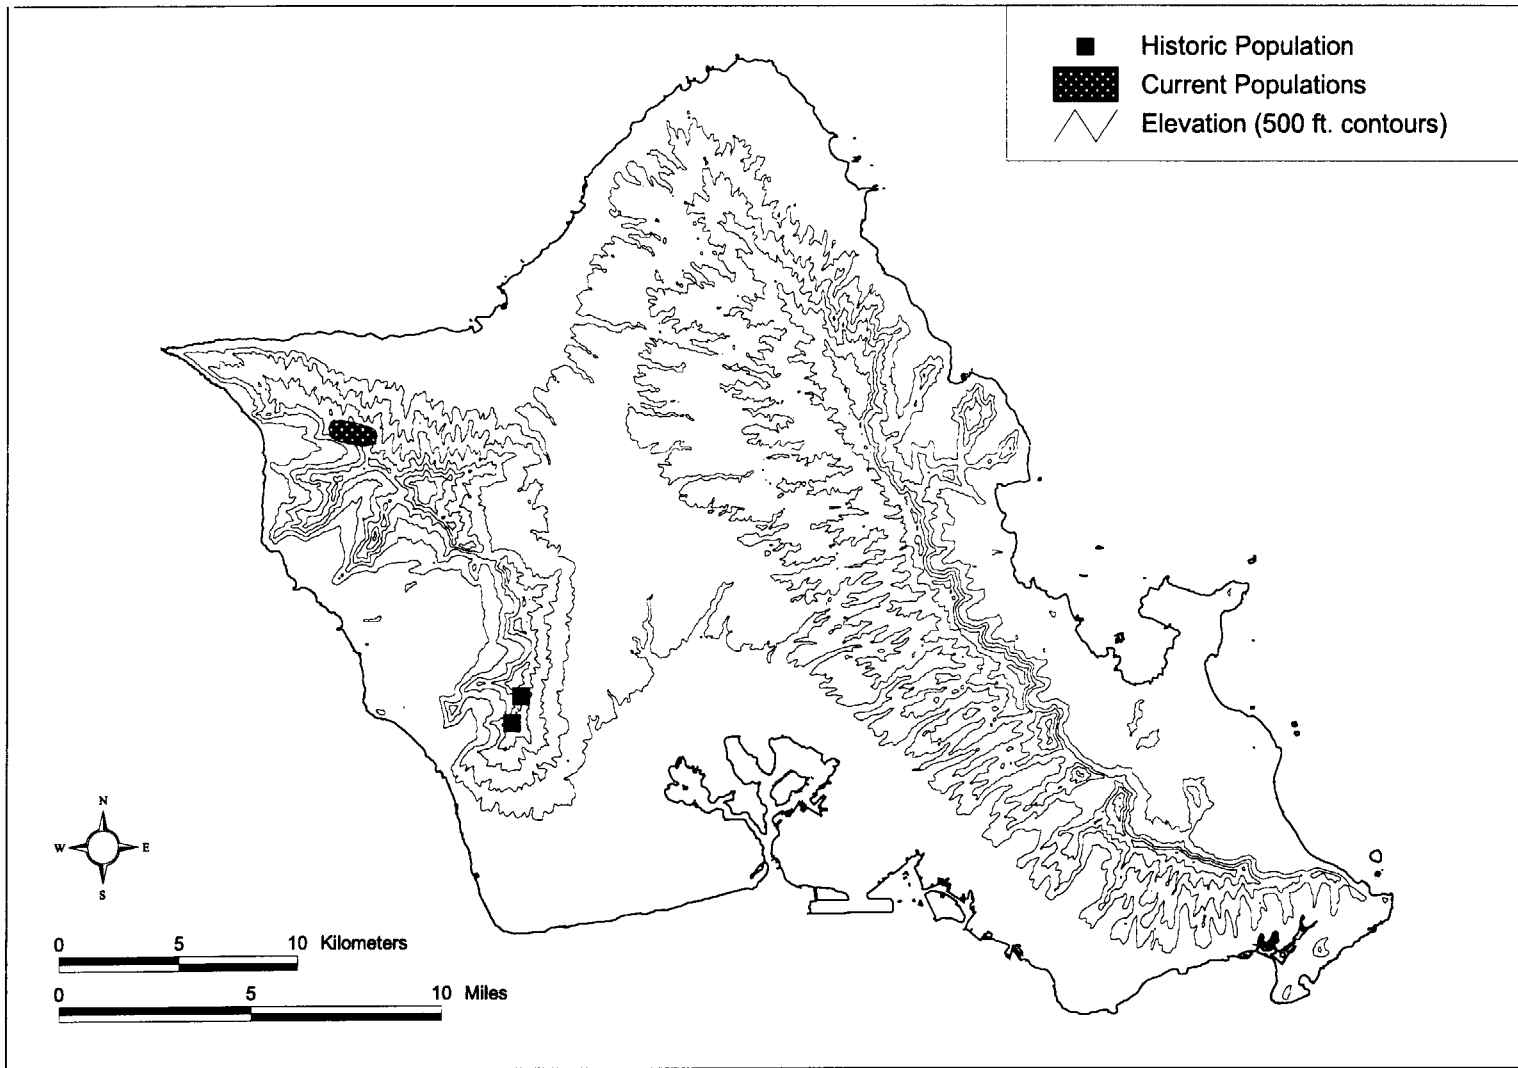 Historic Population
Current Populations
Elevation (500 ft. contours)
N
W E
S
0 5 10 Kilometers
0 5 10 Miles